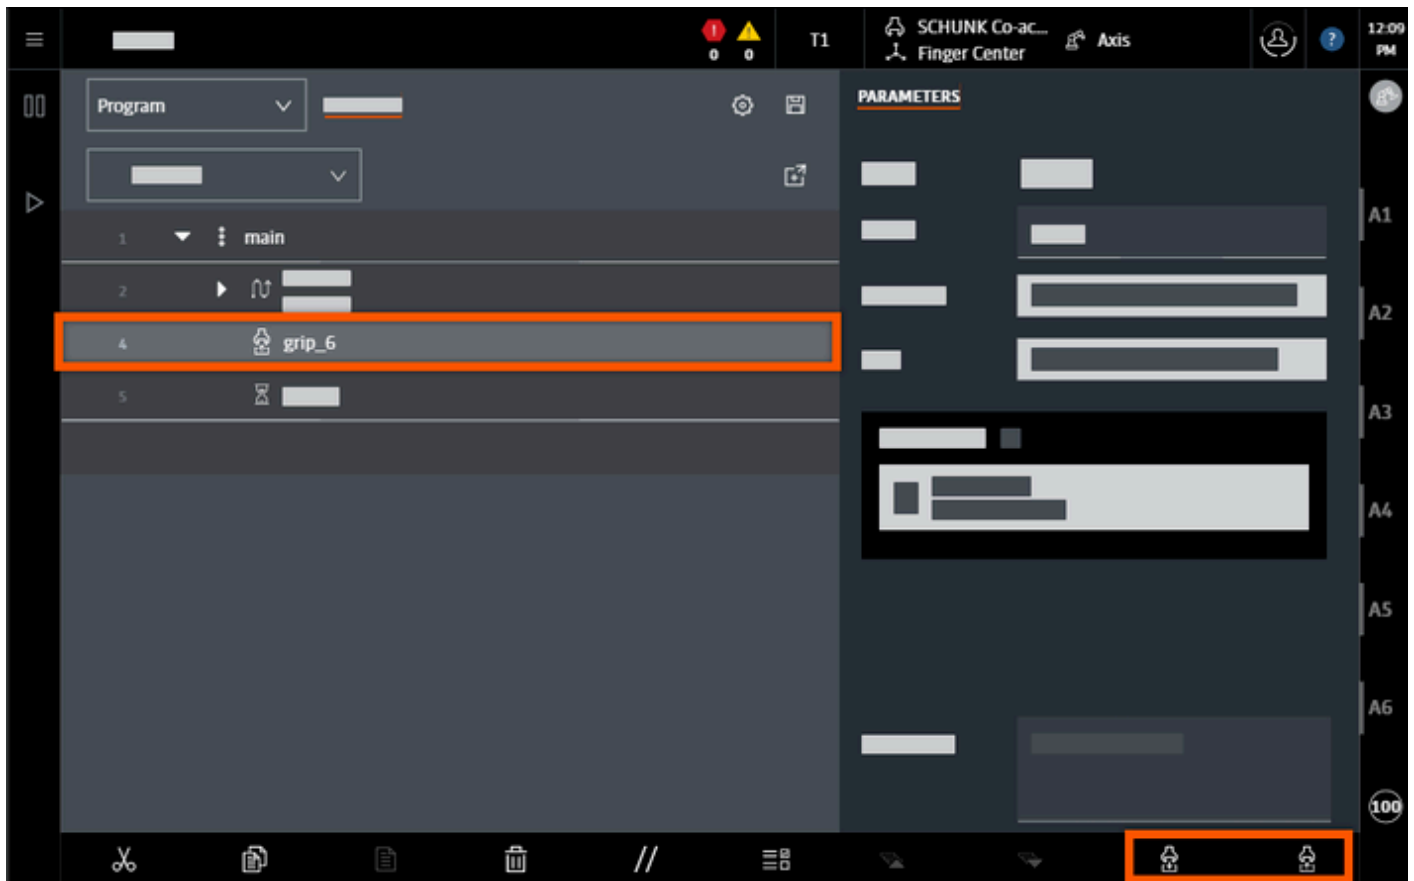 T1
SCHUNK Co-ac...
Finger Center
Axis
?
12:09
PM
!
0
0
Program
PARAMETERS
1 main
2
4 grip_6
5
A1
A2
A3
A4
A5
A6
100
//